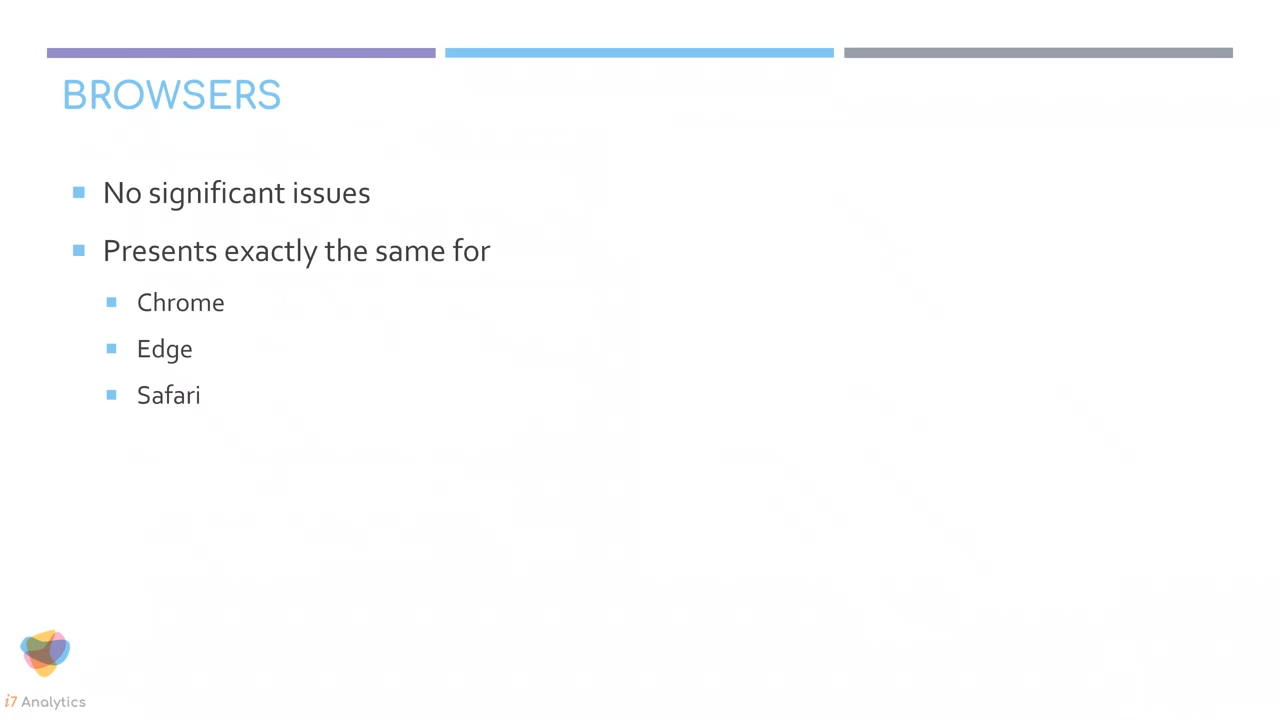 BROWSERS
No significant issues
Presents exactly the same for
Chrome
Edge
Safari
i7 Analytics